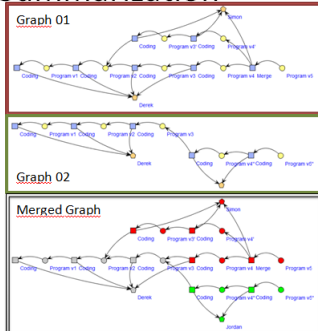 Graph 01
Simon
Coding Program v3' Coding Program v4'
Coding Program v1 Coding Program v2 Coding Program v3 Coding Program v4 Merge Program v5
Derek
Coding Program v1 Coding Program v2 Coding Program v3
Derek Coding Program v4'' Coding Program v5''
Graph 02
Merged Graph
Simon
Coding Program v3' Coding Program v4'
Coding Program v1 Coding Program v2 Coding Program v3 Coding Program v4 Merge Program v5
Derek Coding Program v4'' Coding Program v5''
Jordan